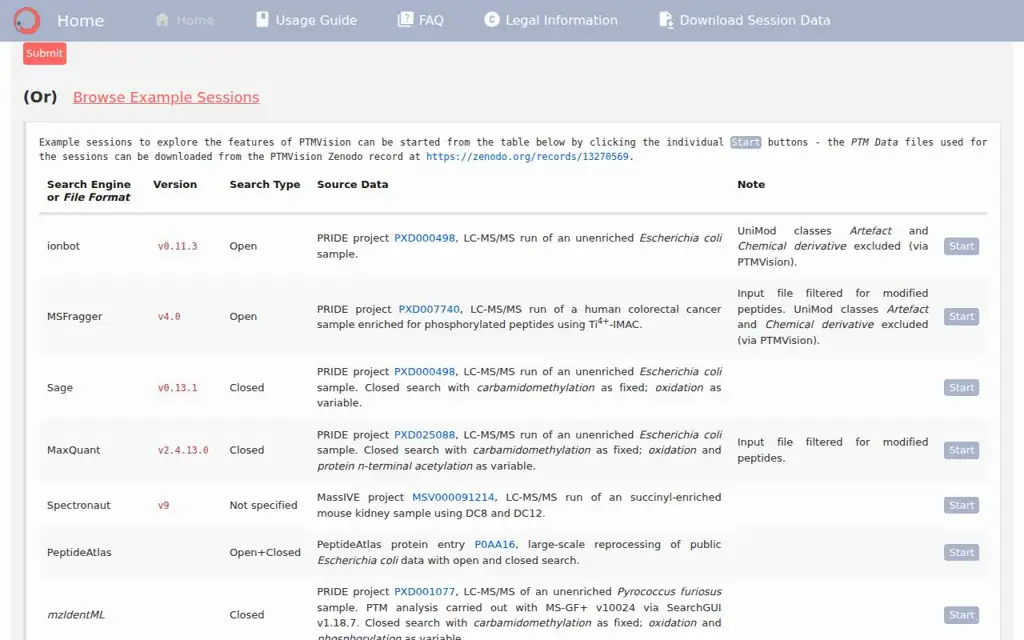 Home Home Usage Guide FAQ Legal Information Download Session Data
Submit
(Or) Browse Example Sessions
Example sessions to explore the features of PTMVision can be started from the table below by clicking the individual Start buttons - the PTM Data files used for
the sessions can be downloaded from the PTMVision Zenodo record at https://zenodo.org/records/13270569.
Search Engine
or File Format
Version
Search Type
Source Data
Note
ionbot
v0.11.3
Open
PRIDE project PXD000498, LC-MS/MS run of an unenriched Escherichia coli
sample.
UniMod classes Artefact and
Chemical derivative excluded (via
PTMVision).
Start
MSFragger
v4.0
Open
PRIDE project PXD007740, LC-MS/MS run of a human colorectal cancer
sample enriched for phosphorylated peptides using Ti4+-IMAC.
Input file filtered for modified
peptides. UniMod classes Artefact
and Chemical derivative excluded
(via PTMVision).
Start
Sage
v0.13.1
Closed
PRIDE project PXD000498, LC-MS/MS run of an unenriched Escherichia coli
sample. Closed search with carbamidomethylation as fixed; oxidation as
variable.
Start
MaxQuant
v2.4.13.0
Closed
PRIDE project PXD025088, LC-MS/MS run of an unenriched Escherichia coli
sample. Closed search with carbamidomethylation as fixed; oxidation and
protein n-terminal acetylation as variable.
Input file filtered for modified
peptides.
Start
Spectronaut
v9
Not specified
MassIVE project MSV000091214, LC-MS/MS run of an succinyl-enriched
mouse kidney sample using DC8 and DC12.
Start
PeptideAtlas
Open+Closed
PeptideAtlas protein entry P0AA16, large-scale reprocessing of public
Escherichia coli data with open and closed search.
Start
mzIdentML
Closed
PRIDE project PXD001077, LC-MS/MS of an unenriched Pyrococcus furiosus
sample. PTM analysis carried out with MS-GF+ v10024 via SearchGUI
v1.18.7. Closed search with carbamidomethylation as fixed; oxidation and
phosphorylation as variable.
Start